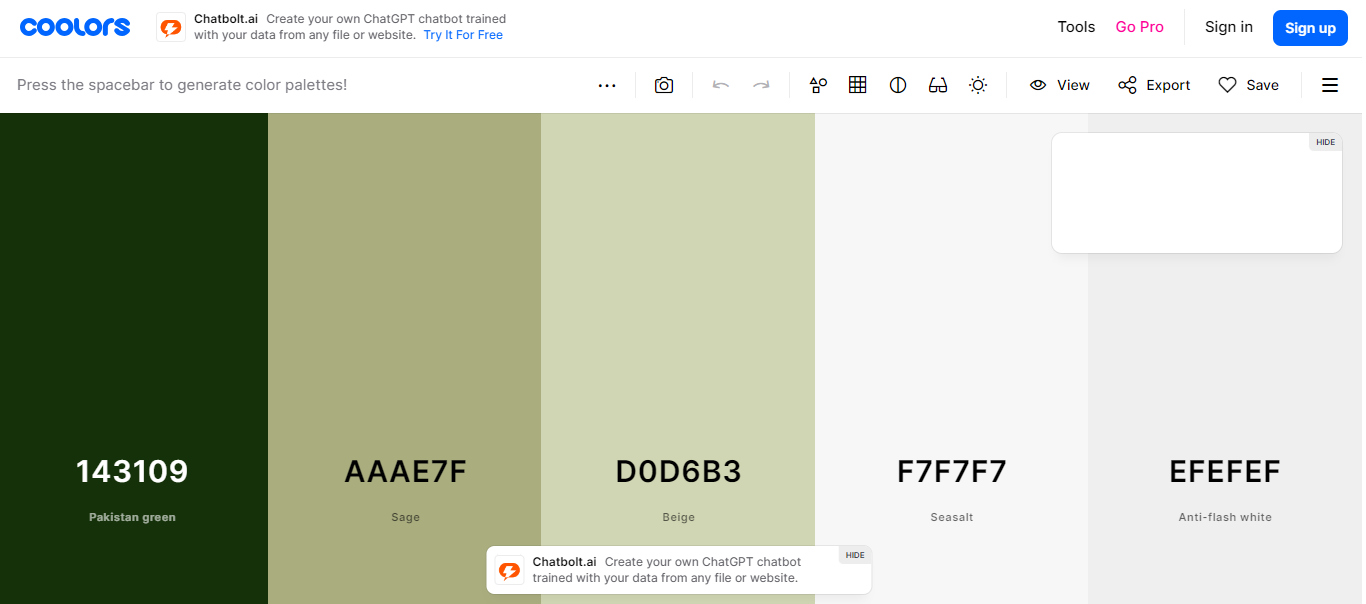 coolors
Chatbolt.ai Create your own ChatGPT chatbot trained
with your data from any file or website. Try It For Free
Tools
Go Pro
Sign in
Sign up
Press the spacebar to generate color palettes!
View
Export
Save
HIDE
143109
AAAE7F
D0D6B3
F7F7F7
EFEFEF
Pakistan green
Sage
Beige
Seasalt
Anti-flash white
Chatbolt.ai Create your own ChatGPT chatbot
trained with your data from any file or website.
HIDE